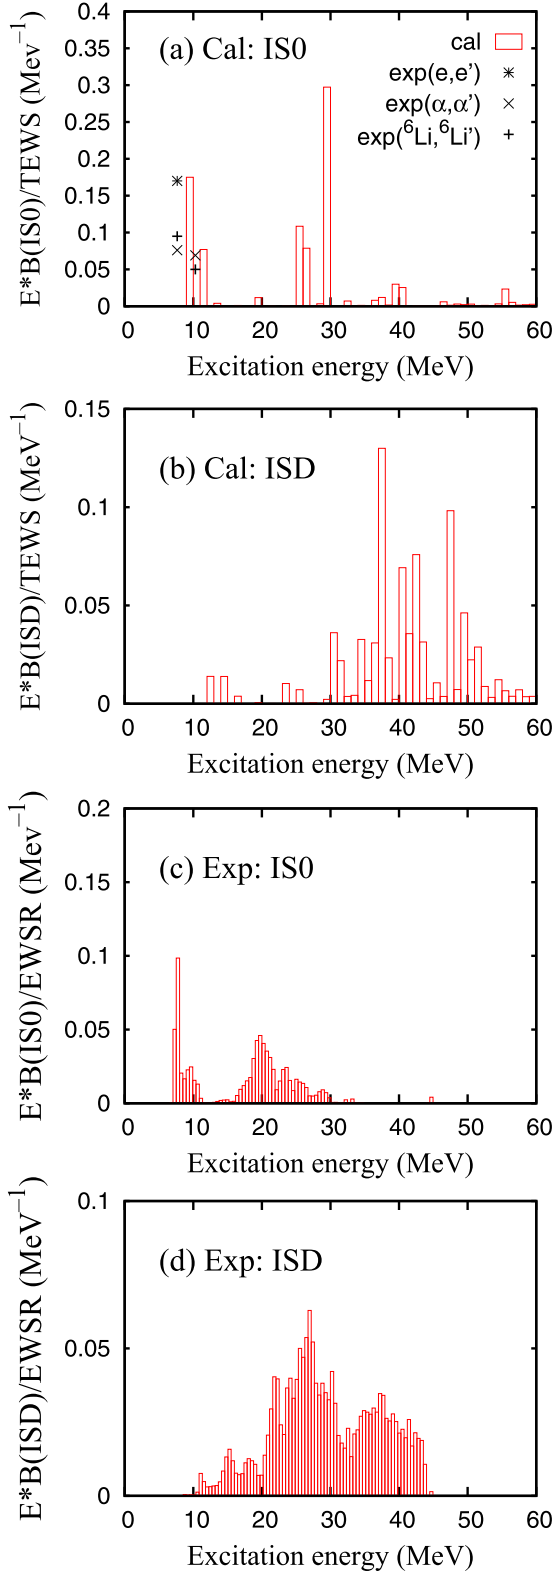 0.4
0.35
0.3
0.25
0.2
0.15
0.1
0.05
0
E*B(IS0)/TEWS (Mev⁻¹)
(a) Cal: IS0
cal
exp(e,e')
exp(α,α')
exp(⁶Li,⁶Li')
0 10 20 30 40 50 60
Excitation energy (MeV)
0.15
0.1
0.05
0
E*B(ISD)/TEWS (MeV⁻¹)
(b) Cal: ISD
10 20 30 40 50 60
Excitation energy (MeV)
0.2
0.15
0.1
0.05
0
E*B(IS0)/EWSR (Mev⁻¹)
(c) Exp: IS0
0 10 20 30 40 50 60
Excitation energy (MeV)
0.1
0.05
0
E*B(ISD)/EWSR (MeV⁻¹)
(d) Exp: ISD
0 10 20 30 40 50 60
Excitation energy (MeV)